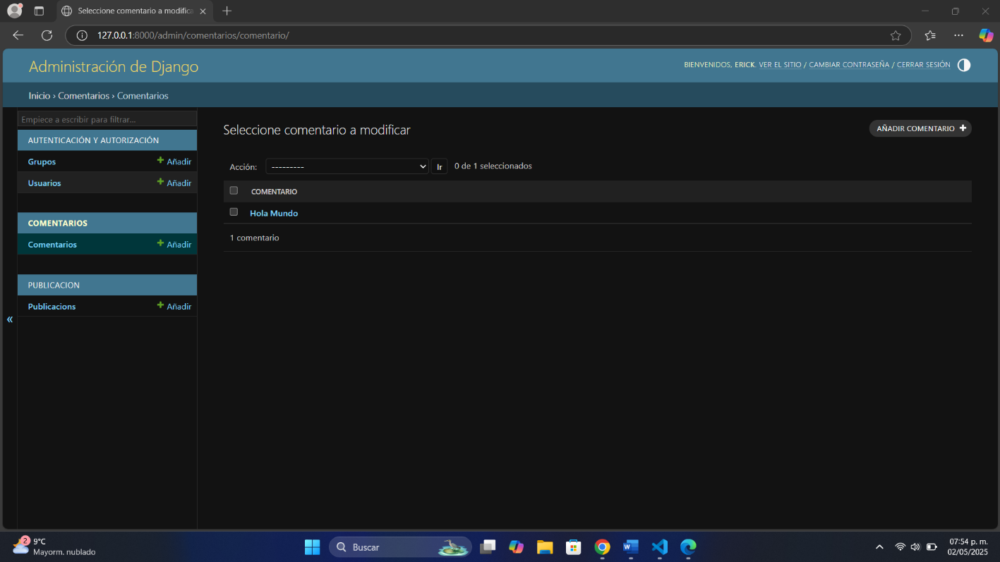 Seleccione comentario a modifica
127.0.0.1:8000/admin/comentarios/comentario/
Administración de Django
BIENVENIDOS, ERICK. VER EL SITIO / CAMBIAR CONTRASEÑA / CERRAR SESIÓN
Inicio › Comentarios › Comentarios
Empiece a escribir para filtrar...
AUTENTICACIÓN Y AUTORIZACIÓN
Grupos
+ Añadir
Usuarios
+ Añadir
COMENTARIOS
Comentarios
+ Añadir
PUBLICACION
Publicacions
+ Añadir
«
Seleccione comentario a modificar
AÑADIR COMENTARIO +
Acción: --------- Ir 0 de 1 seleccionados
COMENTARIO
Hola Mundo
1 comentario
2
9°C
Mayorm. nublado
Buscar
07:54 p. m.
02/05/2025